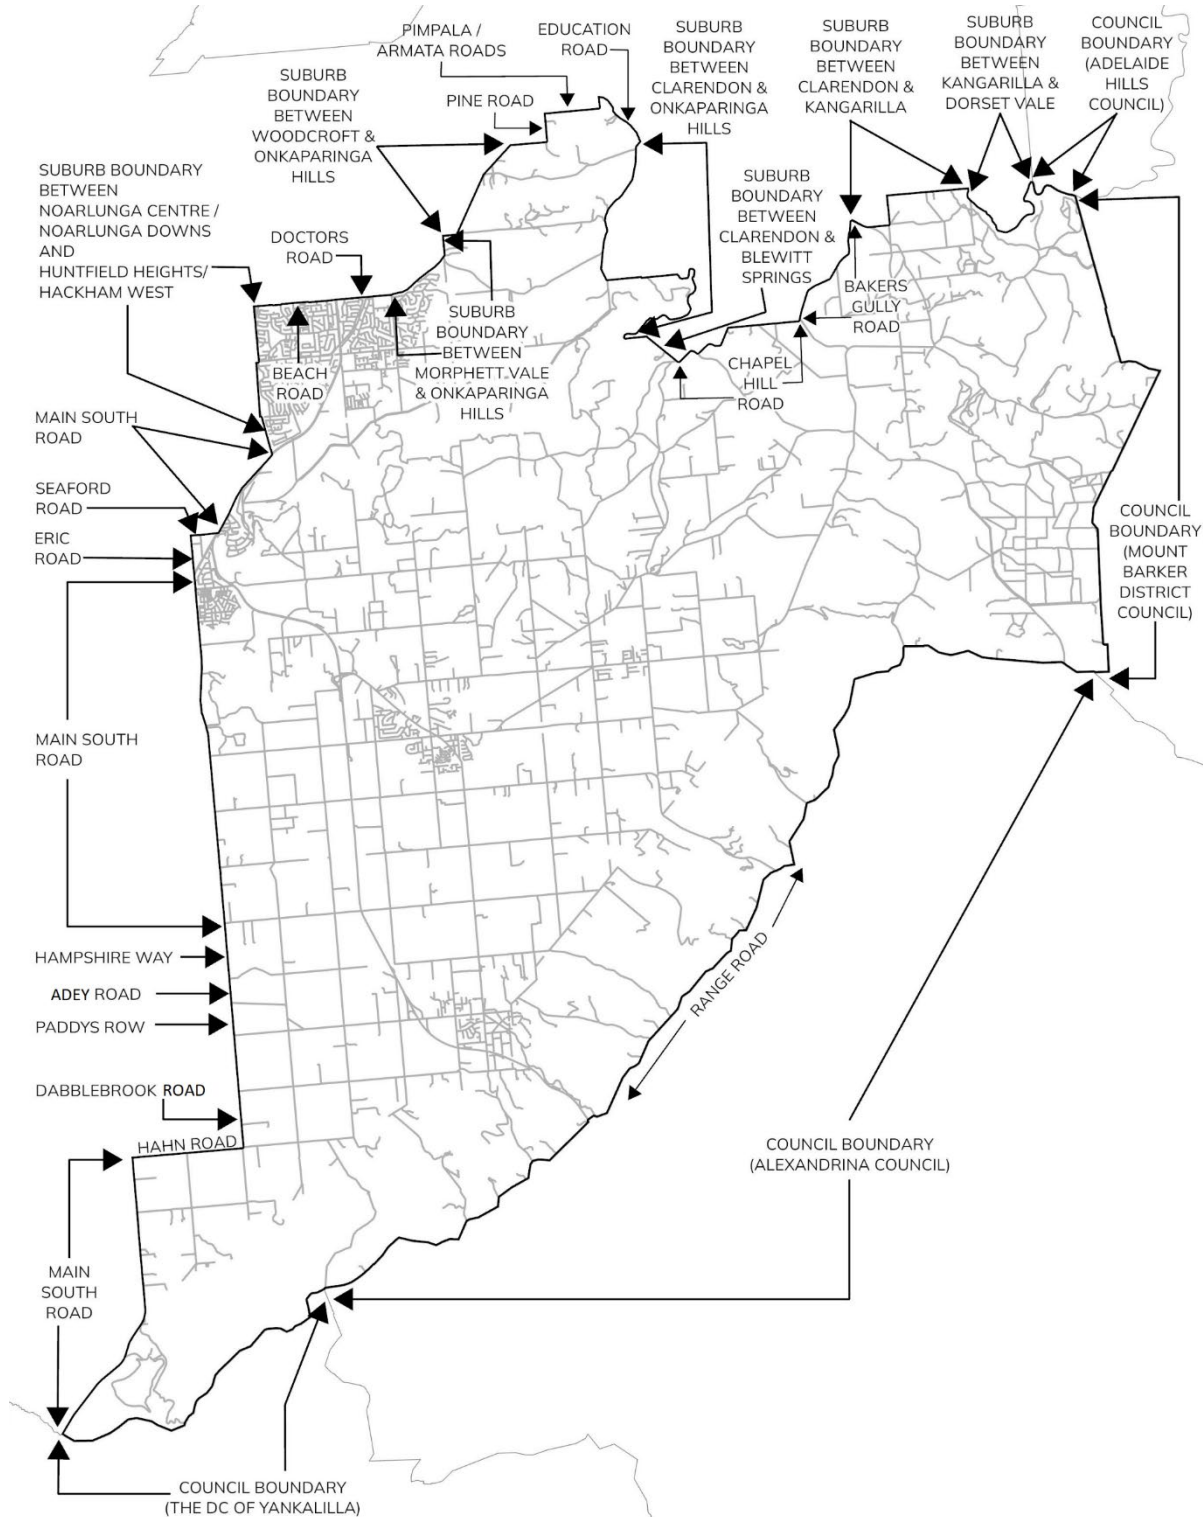 PIMPALA /
ARMATA ROADS
EDUCATION
ROAD
SUBURB
BOUNDARY
BETWEEN
CLARENDON &
ONKAPARINGA
HILLS
SUBURB
BOUNDARY
BETWEEN
CLARENDON &
KANGARILLA
SUBURB
BOUNDARY
BETWEEN
KANGARILLA &
DORSET VALE
COUNCIL
BOUNDARY
(ADELAIDE
HILLS
COUNCIL)
SUBURB
BOUNDARY
BETWEEN
WOODCROFT &
ONKAPARINGA
HILLS
PINE ROAD
SUBURB BOUNDARY
BETWEEN
NOARLUNGA CENTRE /
NOARLUNGA DOWNS
AND
HUNTFIELD HEIGHTS/
HACKHAM WEST
DOCTORS
ROAD
SUBURB
BOUNDARY
BETWEEN
CLARENDON &
BLEWITT
SPRINGS
BAKERS
GULLY
ROAD
SUBURB
BOUNDARY
BETWEEN
MORPHETT VALE
& ONKAPARINGA
HILLS
BEACH
ROAD
CHAPEL
HILL
ROAD
MAIN SOUTH
ROAD
SEAFORD
ROAD
ERIC
ROAD
COUNCIL
BOUNDARY
(MOUNT
BARKER
DISTRICT
COUNCIL)
MAIN SOUTH
ROAD
HAMPSHIRE WAY
ADEY ROAD
PADDYS ROW
RANGE ROAD
DABBLEBROOK ROAD
HAHN ROAD
COUNCIL BOUNDARY
(ALEXANDRINA COUNCIL)
MAIN
SOUTH
ROAD
COUNCIL BOUNDARY
(THE DC OF YANKALILLA)